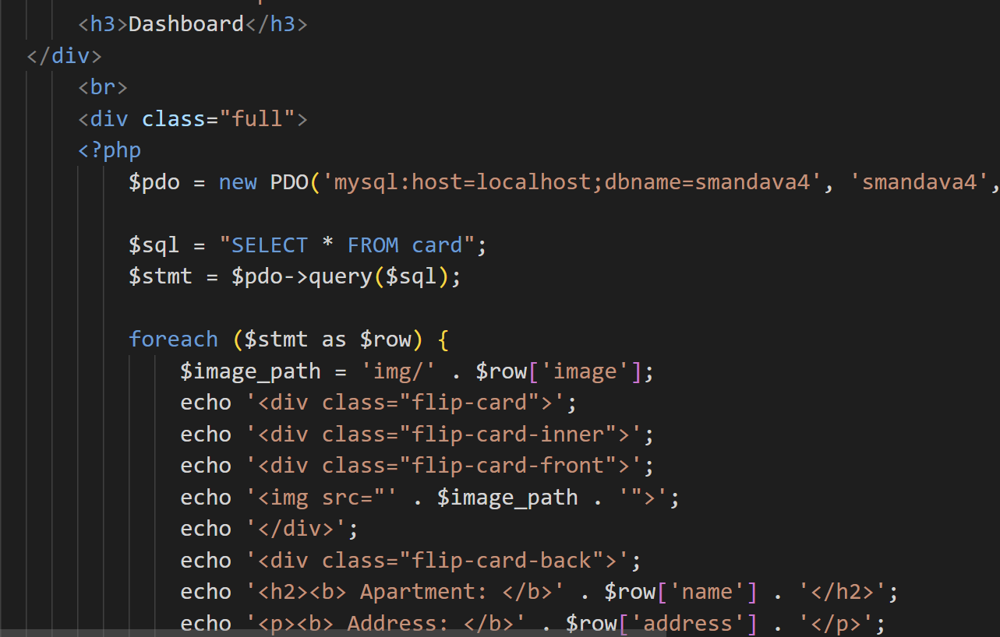 <h3>Dashboard</h3>
</div>
<br>
<div class="full">
<?php
$pdo = new PDO('mysql:host=localhost;dbname=smandava4', 'smandava4',
$sql = "SELECT * FROM card";
$stmt = $pdo->query($sql);
foreach ($stmt as $row) {
$image_path = 'img/' . $row['image'];
echo '<div class="flip-card">';
echo '<div class="flip-card-inner">';
echo '<div class="flip-card-front">';
echo '<img src="' . $image_path . '">';
echo '</div>';
echo '<div class="flip-card-back">';
echo '<h2><b> Apartment: </b>' . $row['name'] . '</h2>';
echo '<p><b> Address: </b>' . $row['address'] . '</p>';